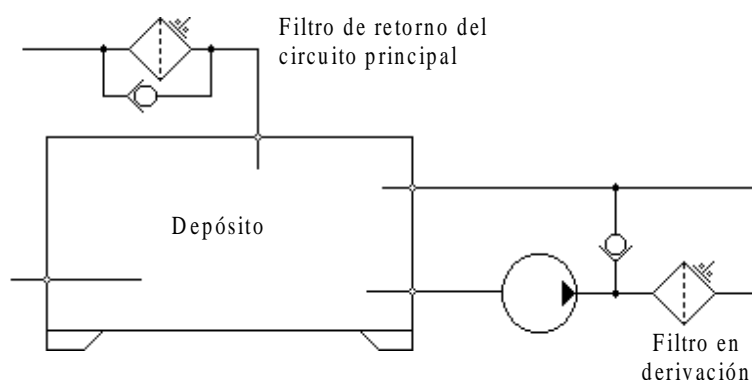 Filtro de retorno del
circuito principal
Depósito
Filtro en
derivación